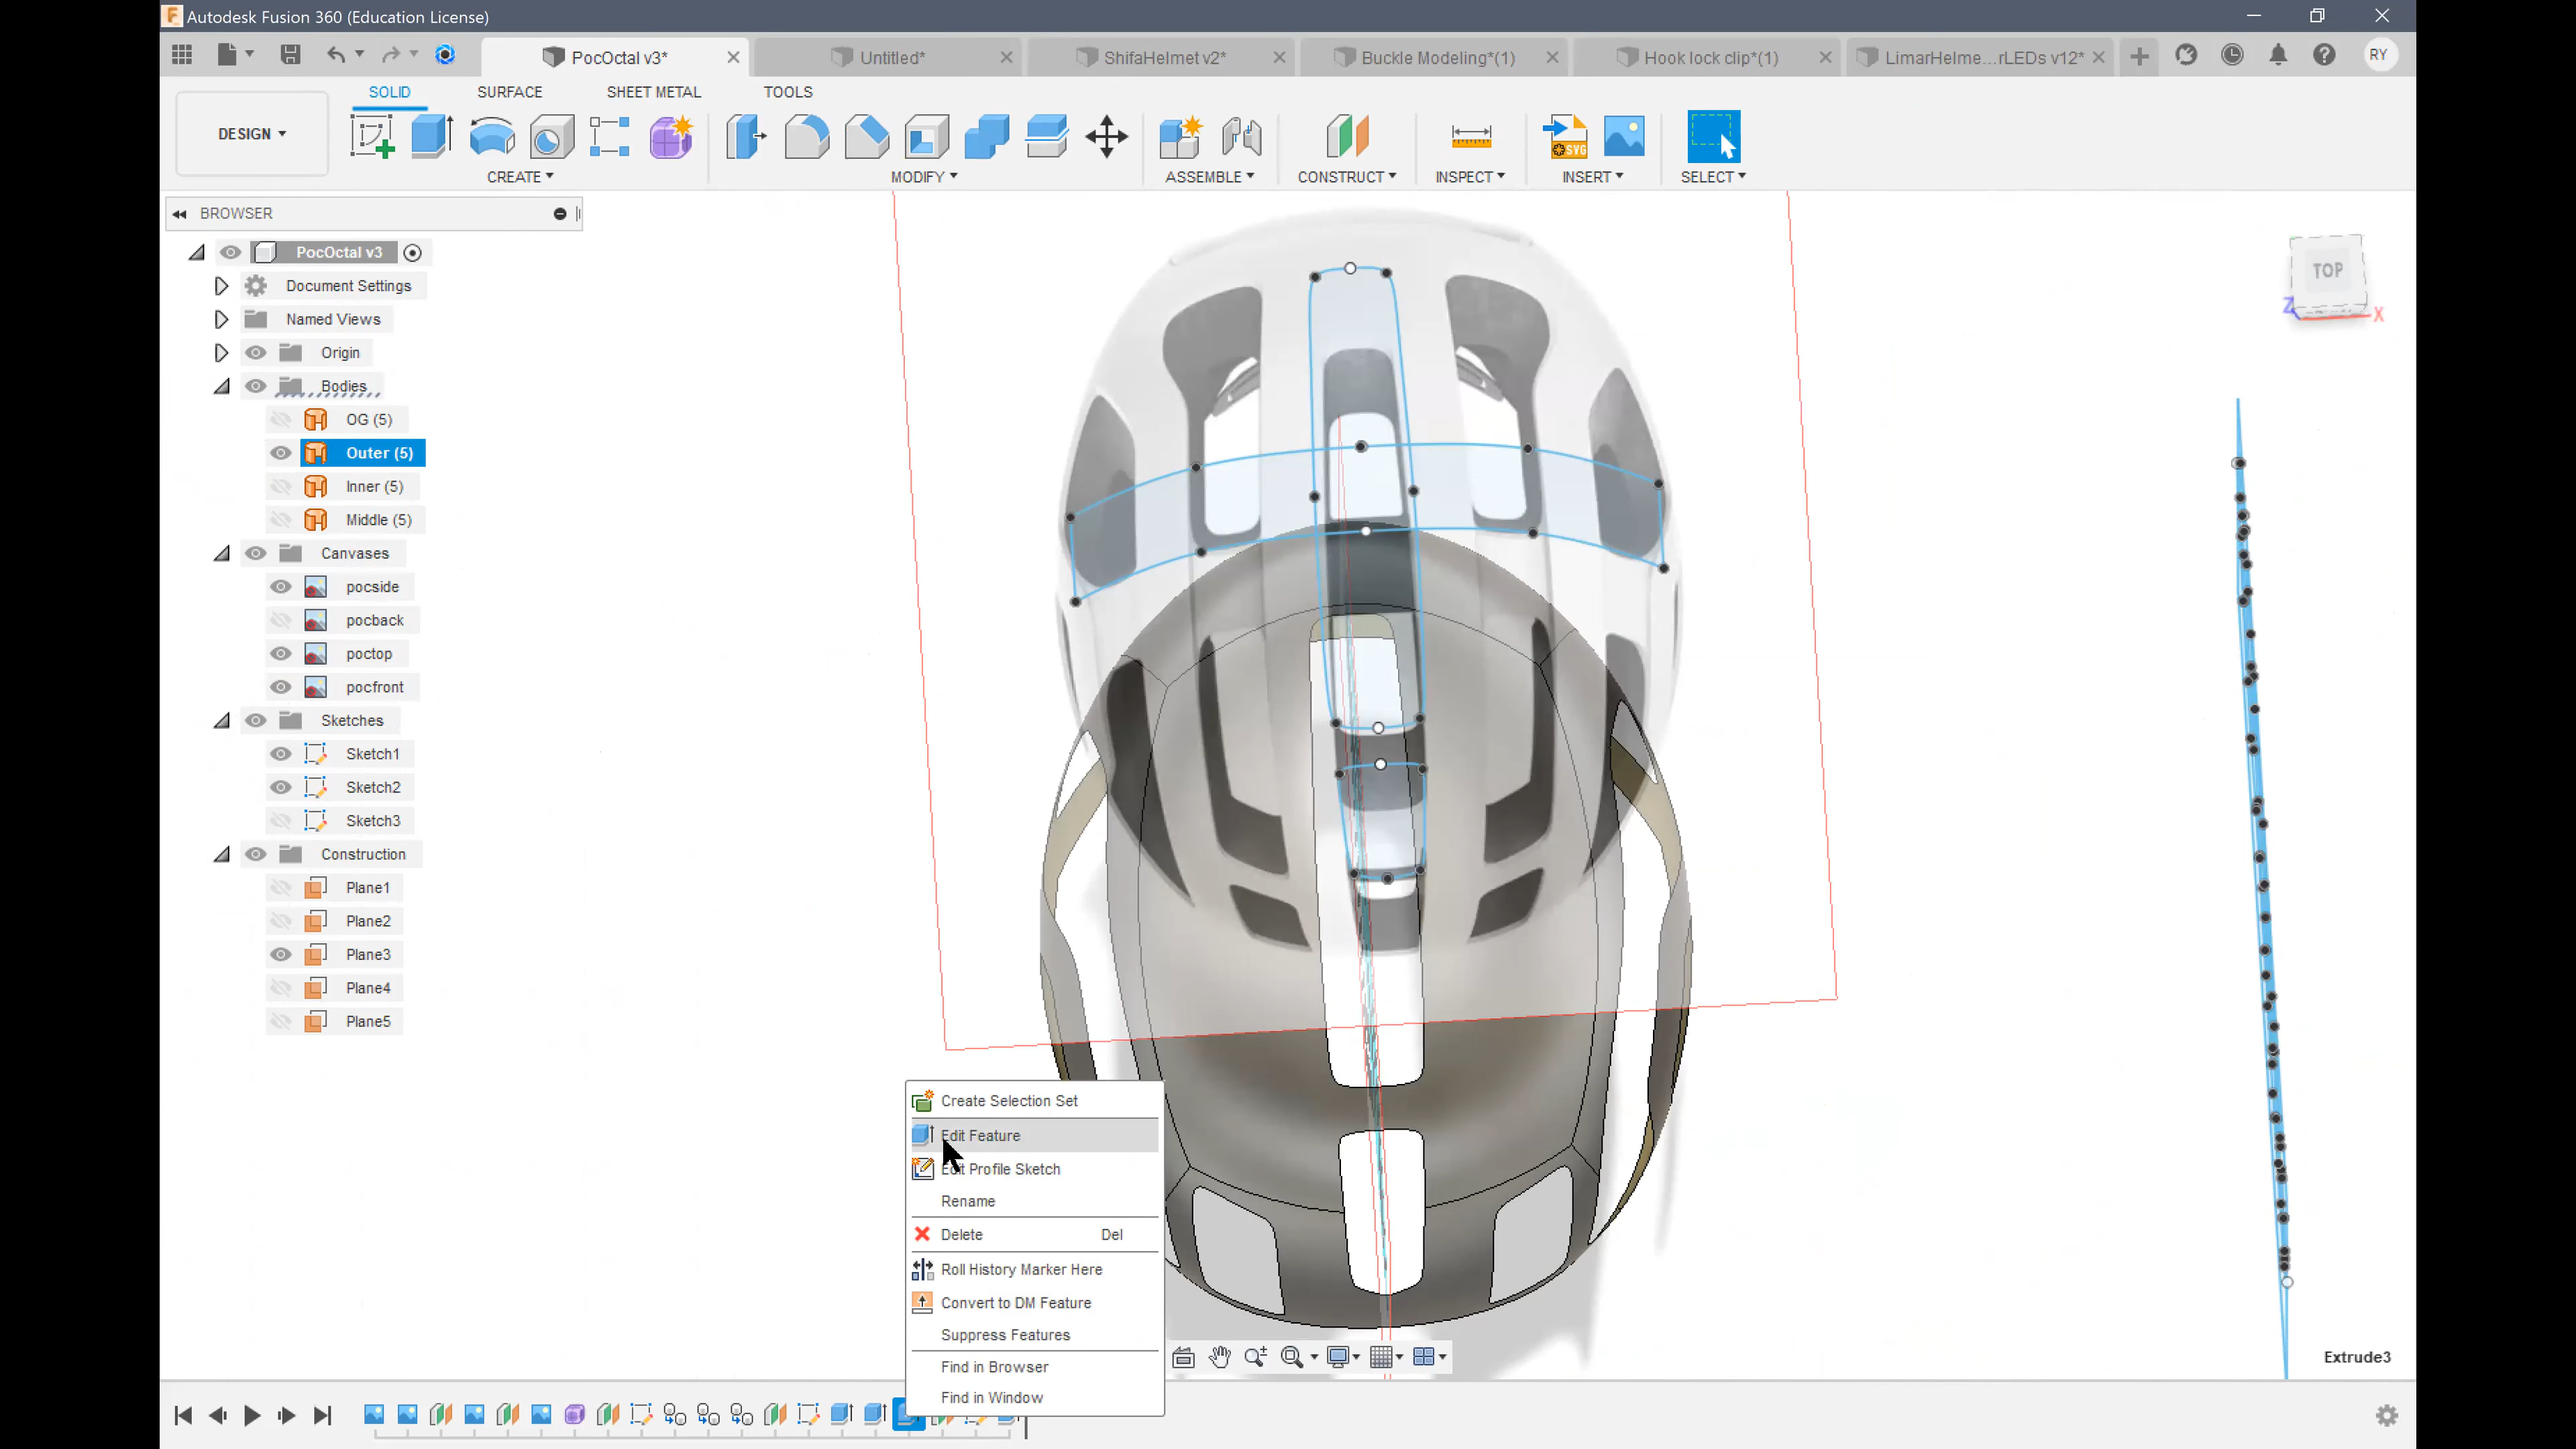 Autodesk Fusion 360 (Education License)
PocOctal v3*
Untitled*
ShifaHelmet v2*
Buckle Modeling*(1)
Hook lock clip*(1)
LimarHelme...rLEDs v12*
RY
SOLID
SURFACE
SHEET METAL
TOOLS
DESIGN
CREATE
MODIFY
ASSEMBLE
CONSTRUCT
INSPECT
SVG
INSERT
SELECT
BROWSER
PocOctal v3
Document Settings
Named Views
Origin
Bodies
OG (5)
Outer (5)
Inner (5)
Middle (5)
Canvases
pocside
pocback
poctop
pocfront
Sketches
Sketch1
Sketch2
Sketch3
Construction
Plane1
Plane2
Plane3
Plane4
Plane5
TOP
Z
X
Create Selection Set
Edit Feature
Edit Profile Sketch
Rename
Delete Del
Roll History Marker Here
Convert to DM Feature
Suppress Features
Find in Browser
Find in Window
Extrude3